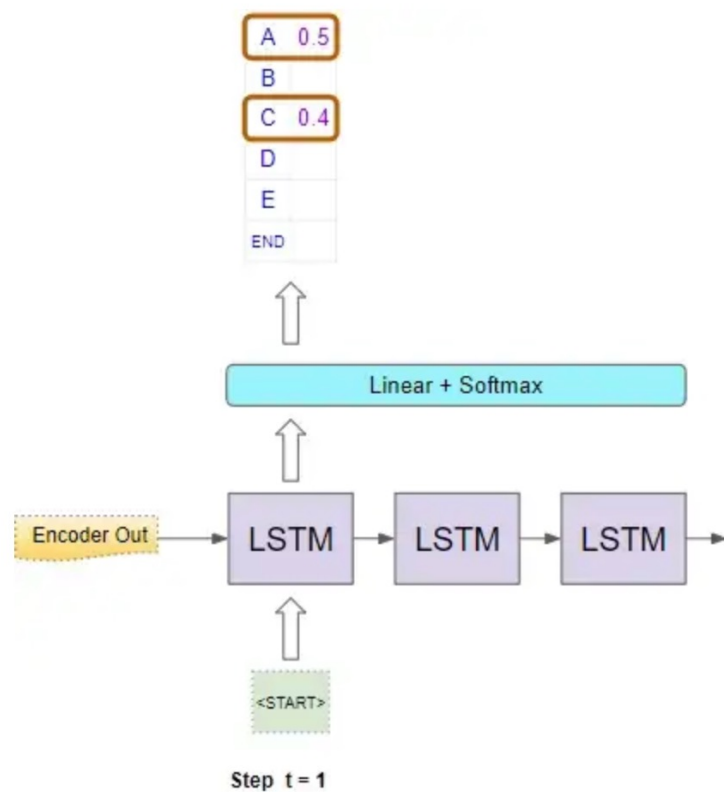 A 0.5
B
C 0.4
D
E
END
Linear + Softmax
Encoder Out
LSTM
LSTM
LSTM
<START>
Step t = 1